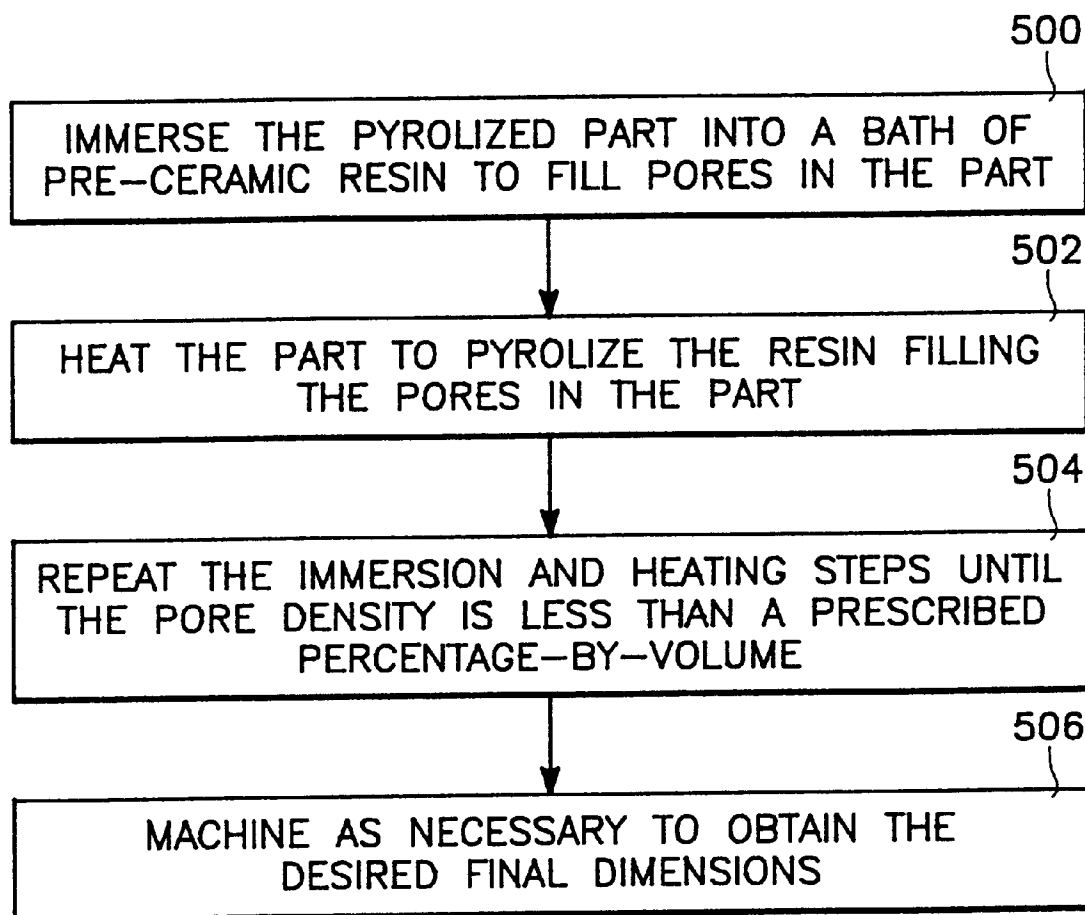 500
IMMERSE THE PYROLIZED PART INTO A BATH OF
PRE-CERAMIC RESIN TO FILL PORES IN THE PART
502
HEAT THE PART TO PYROLIZE THE RESIN FILLING
THE PORES IN THE PART
504
REPEAT THE IMMERSION AND HEATING STEPS UNTIL
THE PORE DENSITY IS LESS THAN A PRESCRIBED
PERCENTAGE-BY-VOLUME
506
MACHINE AS NECESSARY TO OBTAIN THE
DESIRED FINAL DIMENSIONS